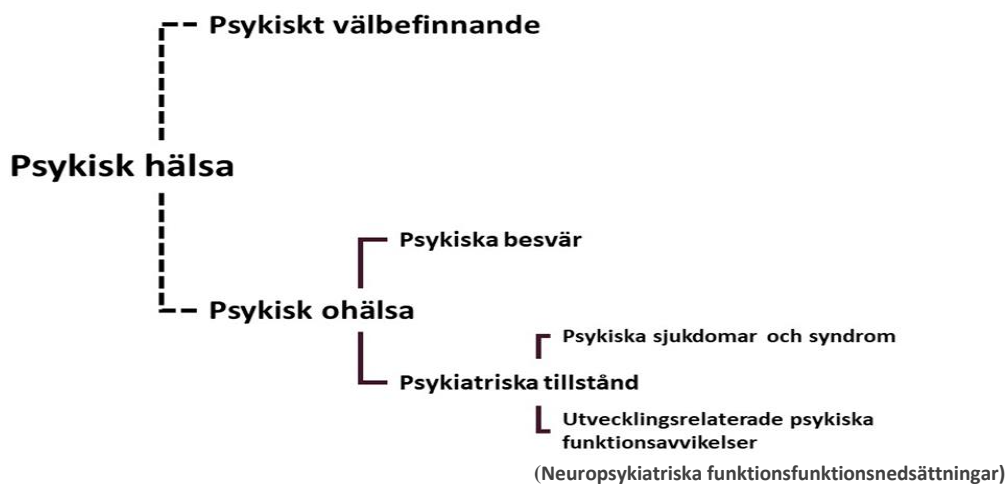 Psykiskt välbefinnande
Psykisk hälsa
Psykiska besvär
Psykisk ohälsa
Psykiska sjukdomar och syndrom
Psykiatriska tillstånd
Utvecklingsrelaterade psykiska
funktionsavvikelser
(Neuropsykiatriska funktionsfunktionsnedsättningar)